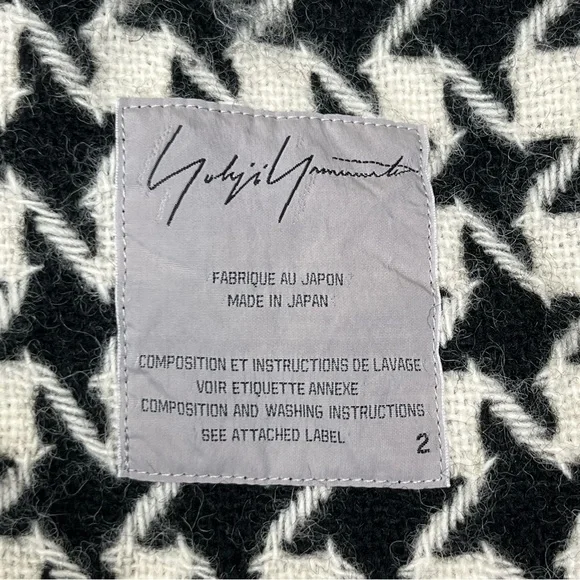 Yohji Yamamoto
FABRIQUE AU JAPON
MADE IN JAPAN
COMPOSITION ET INSTRUCTIONS DE LAVAGE
VOIR ETIQUETTE ANNEXE
COMPOSITION AND WASHING INSTRUCTIONS
SEE ATTACHED LABEL
2